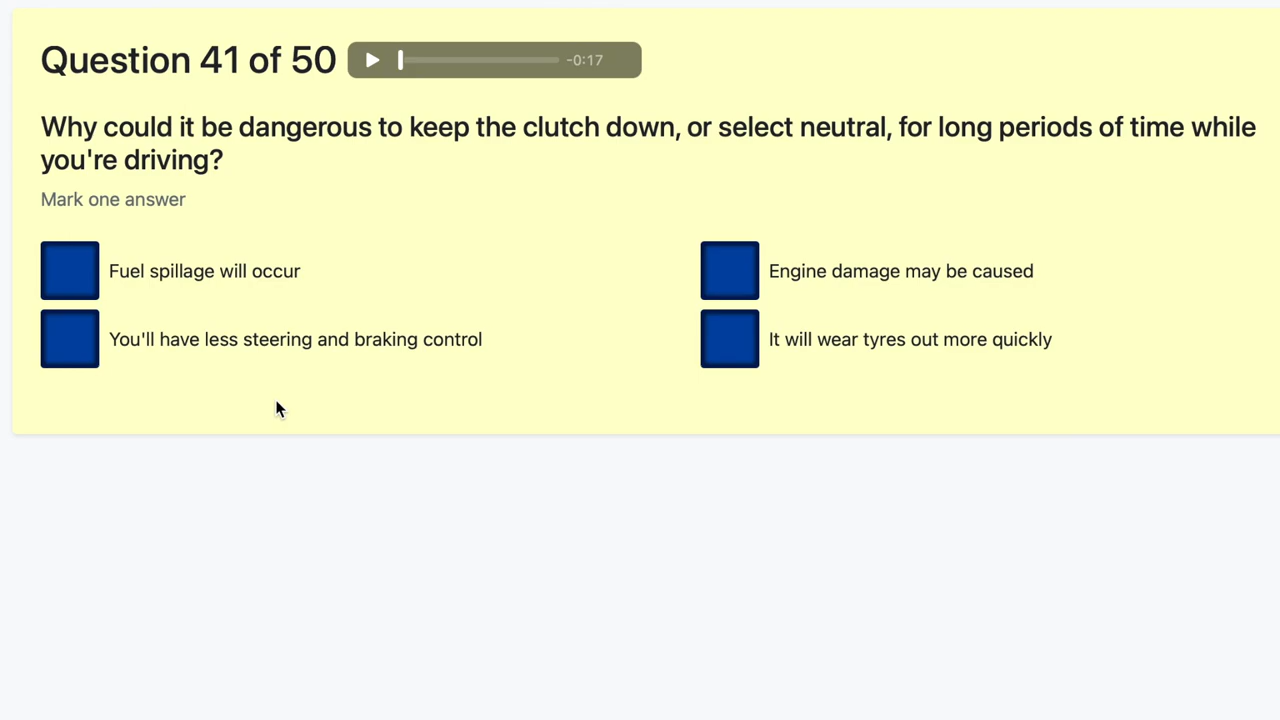 Question 41 of 50
-0:17
Why could it be dangerous to keep the clutch down, or select neutral, for long periods of time while
you're driving?
Mark one answer
Fuel spillage will occur
Engine damage may be caused
You'll have less steering and braking control
It will wear tyres out more quickly